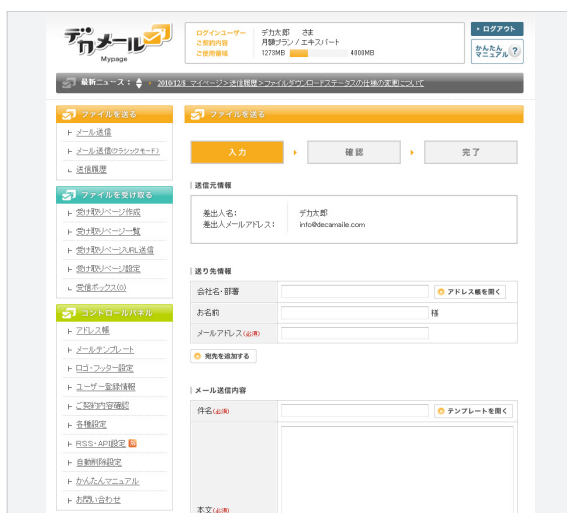 デカメール
Mypage
ログインユーザー デカ太郎 さま
ご契約内容 月額プラン / エキスパート
ご使用領域 1273MB 4000MB
ログアウト
かんたんマニュアル ?
最新ニュース: 2010/12/8 マイページ>送信履歴>ファイルダウンロードステータスの仕様の変更について
ファイルを送る
メール送信
メール送信(クラシックモード)
送信履歴
ファイルを受け取る
受け取りページ作成
受け取りページ一覧
受け取りページURL送信
受け取りページ設定
受信ボックス(0)
コントロールパネル
アドレス帳
メールテンプレート
ロゴ・フッター設定
ユーザー登録情報
ご契約内容確認
各種設定
RSS・API設定
自動削除設定
かんたんマニュアル
お問い合わせ
ファイルを送る
入力 確認 完了
送信元情報
差出人名: デカ太郎
差出人メールアドレス: info@decamaile.com
送り先情報
会社名・部署 アドレス帳を開く
お名前 様
メールアドレス(必須)
宛先を追加する
メール送信内容
件名(必須) テンプレートを開く
本文(必須)